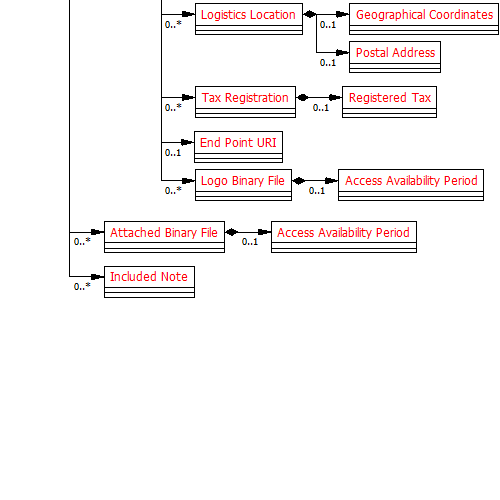 Logistics Location
Geographical Coordinates
0..*
0..1
Postal Address
0..1
Tax Registration
Registered Tax
0..*
0..1
End Point URI
0..1
Logo Binary File
Access Availability Period
0..*
0..1
Attached Binary File
Access Availability Period
0..*
0..1
Included Note
0..*